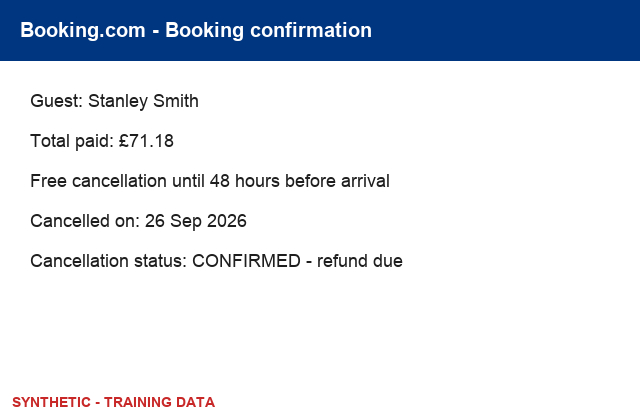 Booking.com - Booking confirmation
Guest: Stanley Smith
Total paid: £71.18
Free cancellation until 48 hours before arrival
Cancelled on: 26 Sep 2026
Cancellation status: CONFIRMED - refund due
SYNTHETIC - TRAINING DATA